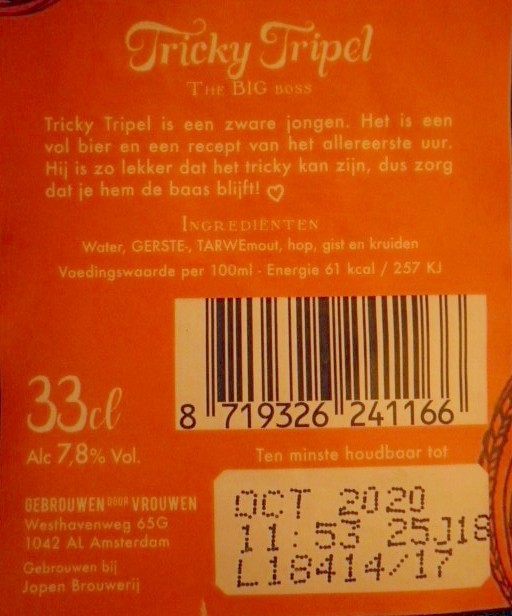 Tricky Tripel
THE BIG BOSS
Tricky Tripel is een zware jongen. Het is een
vol bier en een recept van het allereerste uur.
Hij is zo lekker dat het tricky kan zijn, dus zorg
dat je hem de baas blijft! ♡
INGREDIËNTEN
Water, GERSTE-, TARWEmout, hop, gist en kruiden
Voedingswaarde per 100ml - Energie 61 kcal / 257 KJ
8 719326 241166
33cl
Alc 7,8% Vol.
Ten minste houdbaar tot
OCT 2020
11:53 25J18
L18414/17
GEBROUWEN DOOR VROUWEN
Westhavenweg 65G
1042 AL Amsterdam
Gebrouwen bij
Jopen Brouwerij